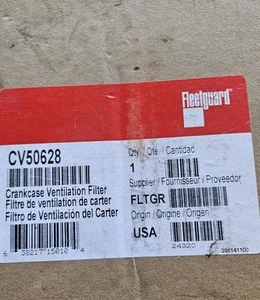 Fleetguard
CV50628
Crankcase Ventilation Filter
Filtre de ventilation de carter
Filtro de Ventilación del Carter
Qty / Qté / Cantidad
1
Supplier / Fournisseur / Proveedor
FLTGR
Origin / Origine / Origen
USA
24320
396141100